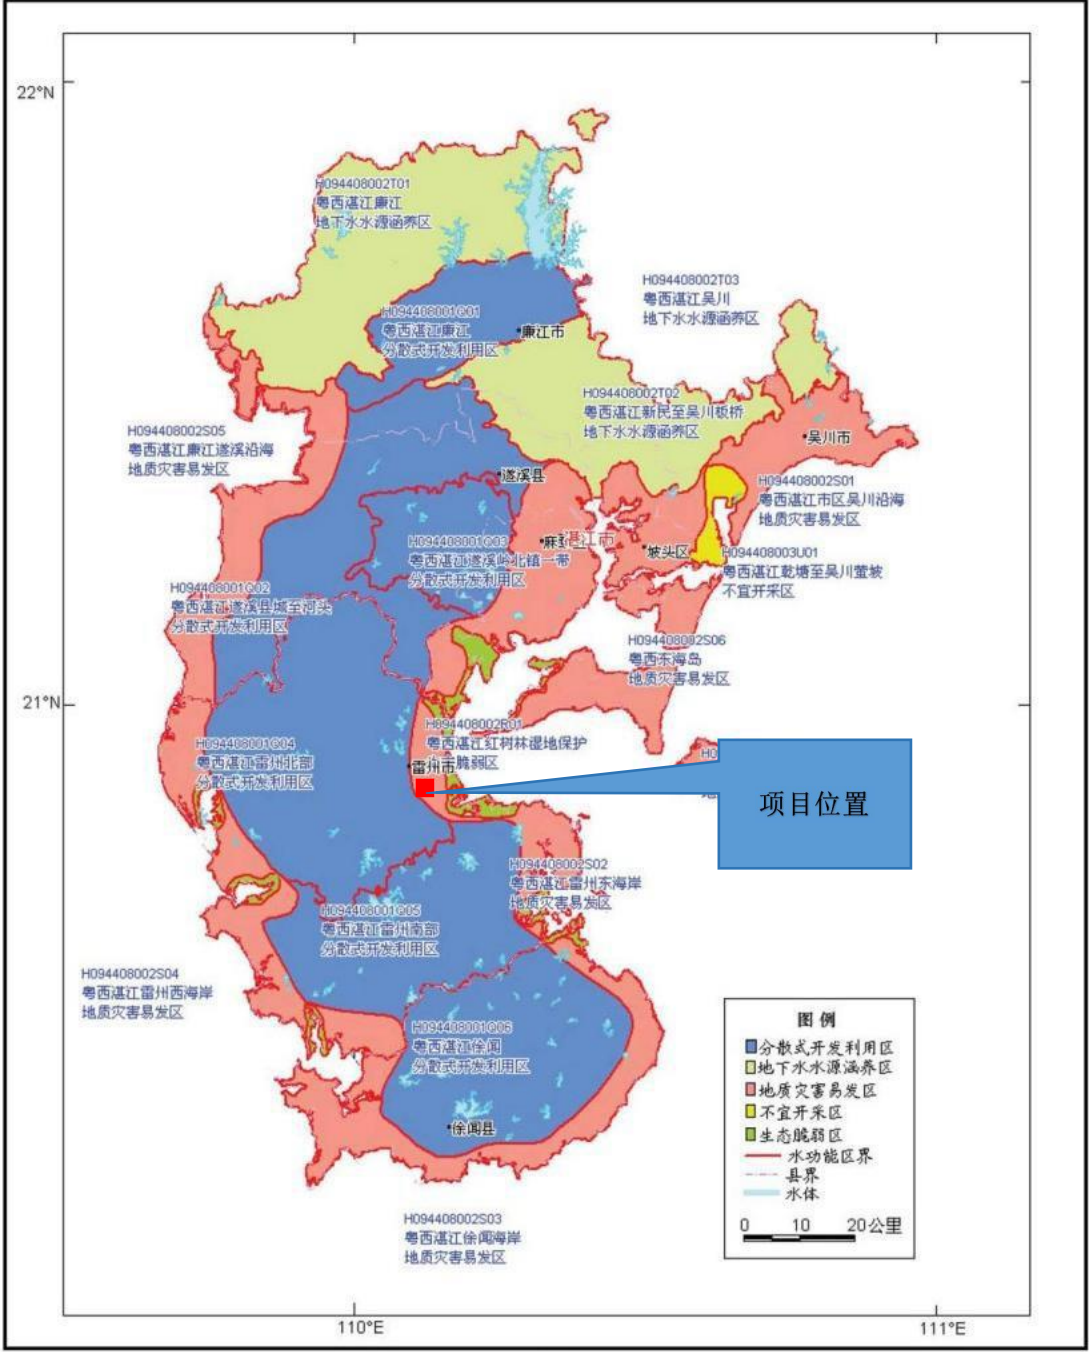 22°N
H094408002T01
粤西湛江廉江
地下水水源涵养区
H094408002T03
粤西湛江吴川
地下水水源涵养区
H094408001Q01
粤西湛江廉江
分散式开发利用区
廉江市
H094408002T02
粤西湛江新民至吴川板桥
地下水水源涵养区
H094408002S05
粤西湛江廉江遂溪沿海
地质灾害易发区
吴川市
遂溪县
H094408002S01
粤西湛江市区吴川沿海
地质灾害易发区
H094408001Q03
粤西湛江遂溪岭北镇一带
分散式开发利用区
湛江市
坡头区
H094408003U01
粤西湛江乾塘至吴川蓝坡
不宜开采区
H094408001Q02
粤西湛江遂溪县城至河头
分散式开发利用区
H094408002S06
粤西东海岛
地质灾害易发区
21°N
H094408002R01
粤西湛江红树林湿地保护
脆弱区
H094408001Q04
粤西湛江雷州北部
分散式开发利用区
雷州市
项目位置
H094408002S02
粤西湛江雷州东海岸
地质灾害易发区
H094408001Q05
粤西湛江雷州南部
分散式开发利用区
H094408002S04
粤西湛江雷州西海岸
地质灾害易发区
H094408001Q06
粤西湛江徐闻
分散式开发利用区
徐闻县
H094408002S03
粤西湛江徐闻海岸
地质灾害易发区
图例
分散式开发利用区
地下水水源涵养区
地质灾害易发区
不宜开采区
生态脆弱区
水功能区界
县界
水体
0 10 20公里
110°E
111°E